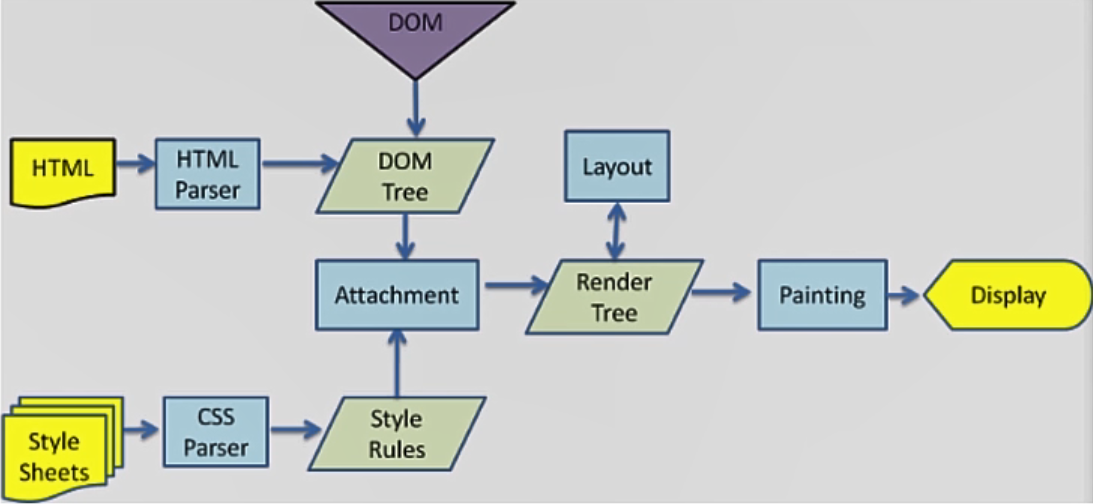 DOM
HTML
HTML
Parser
DOM
Tree
Layout
Attachment
Render
Tree
Painting
Display
Style
Sheets
CSS
Parser
Style
Rules